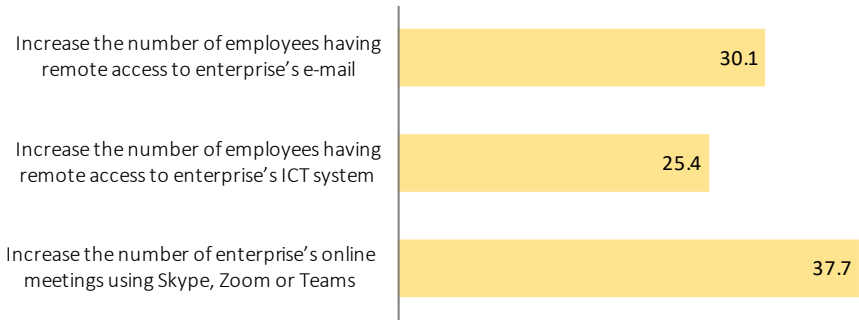 Increase the number of employees having
remote access to enterprise’s e-mail
30.1
Increase the number of employees having
remote access to enterprise’s ICT system
25.4
Increase the number of enterprise’s online
meetings using Skype, Zoom or Teams
37.7